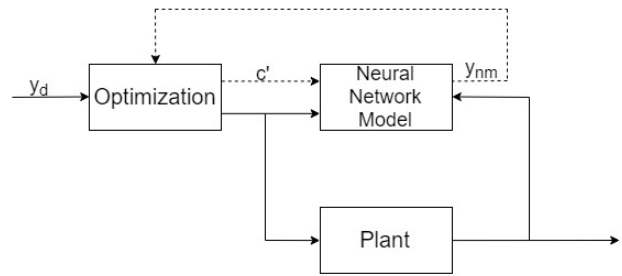 y_d
Optimization
c'
Neural
Network
Model
y_nm
Plant